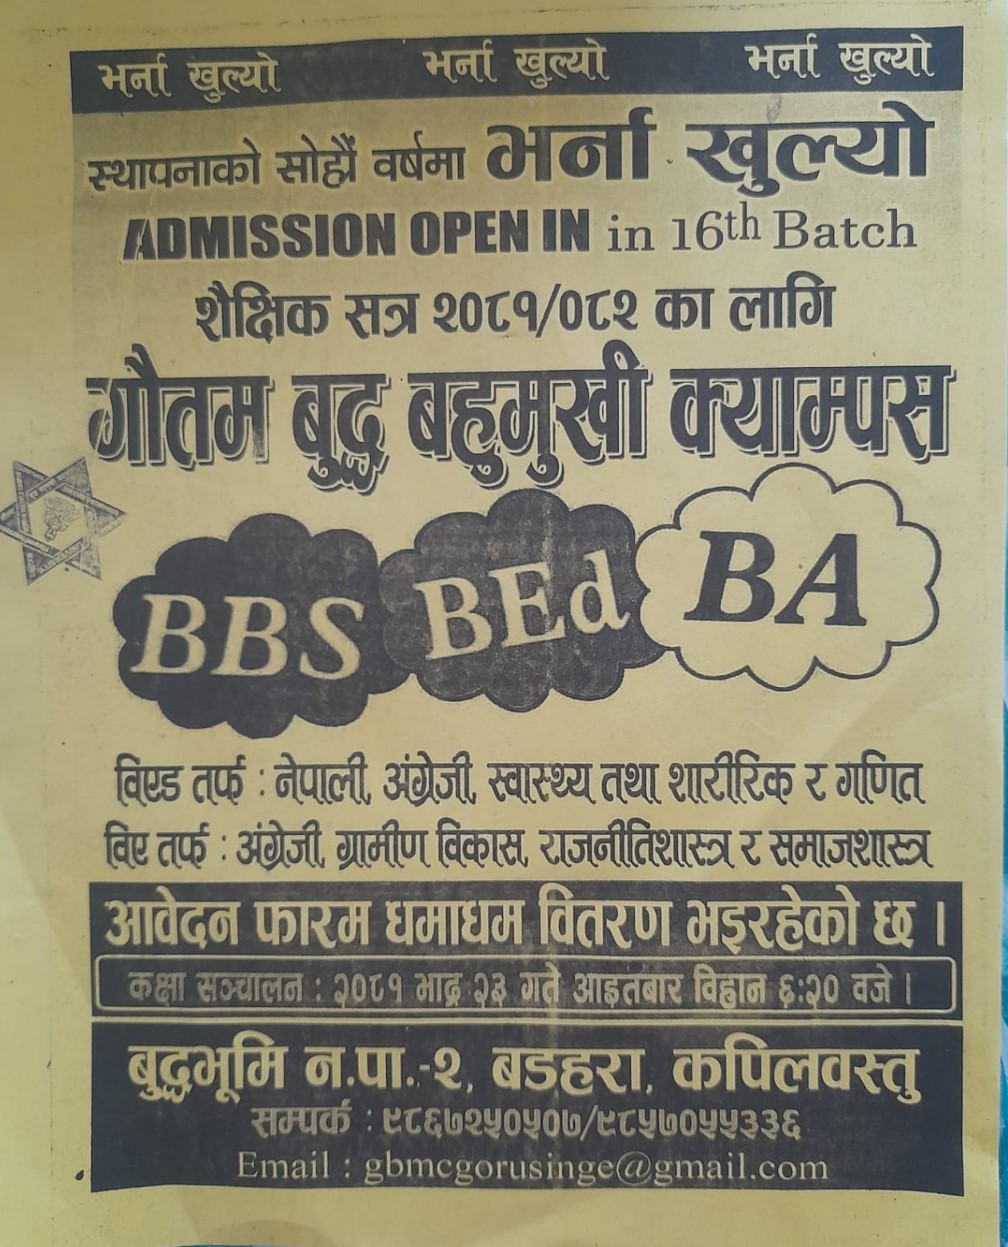 भर्ना खुल्यो भर्ना खुल्यो भर्ना खुल्यो
स्थापनाको सोह्रौं वर्षमा भर्ना खुल्यो
ADMISSION OPEN IN in 16th Batch
शैक्षिक सत्र २०८१/०८२ का लागि
गौतम बुद्ध बहुमुखी क्याम्पस
BBS BEd BA
विएड तर्फ : नेपाली, अंग्रेजी, स्वास्थ्य तथा शारीरिक र गणित
विए तर्फ : अंग्रेजी, ग्रामीण विकास, राजनीतिशास्त्र र समाजशास्त्र
आवेदन फारम धमाधम वितरण भइरहेको छ ।
कक्षा सञ्चालन : २०८१ भाद्र २३ गते आइतबार विहान ६:२० वजे ।
बुद्धभूमि न.पा.-२, बडहरा, कपिलवस्तु
सम्पर्क : ९८६७२५०५०७/९८५७०५५३३६
Email : gbmcgorusinge@gmail.com